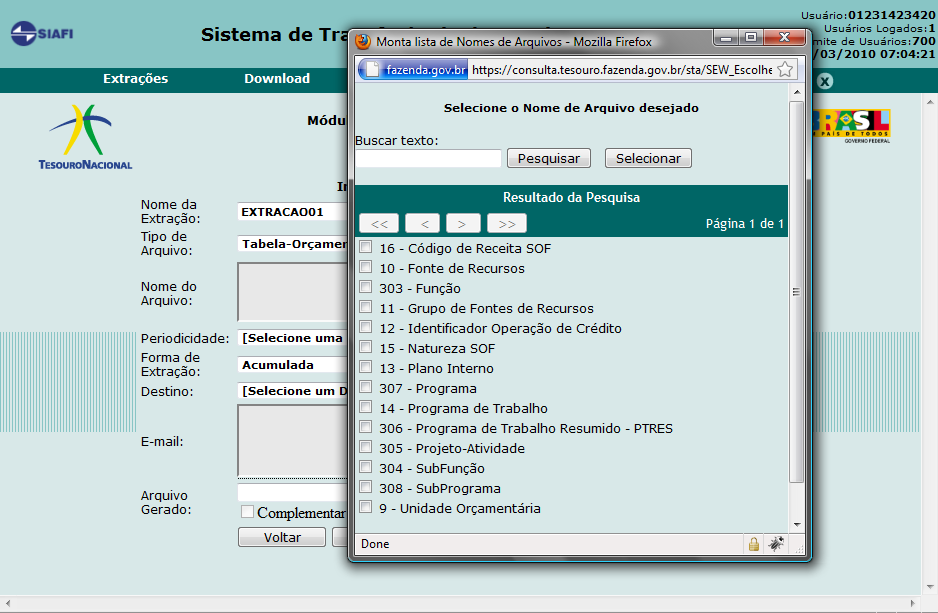 SIAFI
Sistema de Tra
Usuário:01231423420
Usuários Logados:1
mite de Usuários:700
/03/2010 07:04:21
Extrações
Download
X
TESOURONACIONAL
Módu
BRASIL
UM PAÍS DE TODOS
GOVERNO FEDERAL
In
Nome da
Extração:
EXTRACAO01
Tipo de
Arquivo:
Tabela-Orçamen
Nome do
Arquivo:
Periodicidade:
[Selecione uma
Forma de
Extração:
Acumulada
Destino:
[Selecione um D
E-mail:
Arquivo
Gerado:
Complementar
Voltar
Monta lista de Nomes de Arquivos - Mozilla Firefox
fazenda.gov.br
https://consulta.tesouro.fazenda.gov.br/sta/SEW_Escolhe
Selecione o Nome de Arquivo desejado
Buscar texto:
Pesquisar
Selecionar
Resultado da Pesquisa
<<
<
>
>>
Página 1 de 1
16 - Código de Receita SOF
10 - Fonte de Recursos
303 - Função
11 - Grupo de Fontes de Recursos
12 - Identificador Operação de Crédito
15 - Natureza SOF
13 - Plano Interno
307 - Programa
14 - Programa de Trabalho
306 - Programa de Trabalho Resumido - PTRES
305 - Projeto-Atividade
304 - SubFunção
308 - SubPrograma
9 - Unidade Orçamentária
Done